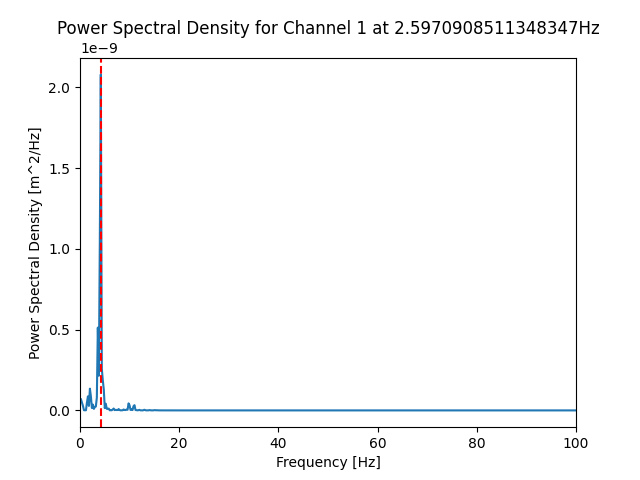 Power Spectral Density for Channel 1 at 2.5970908511348347Hz
1e−9
2.0
1.5
1.0
0.5
0.0
Power Spectral Density [m^2/Hz]
0 20 40 60 80 100
Frequency [Hz]